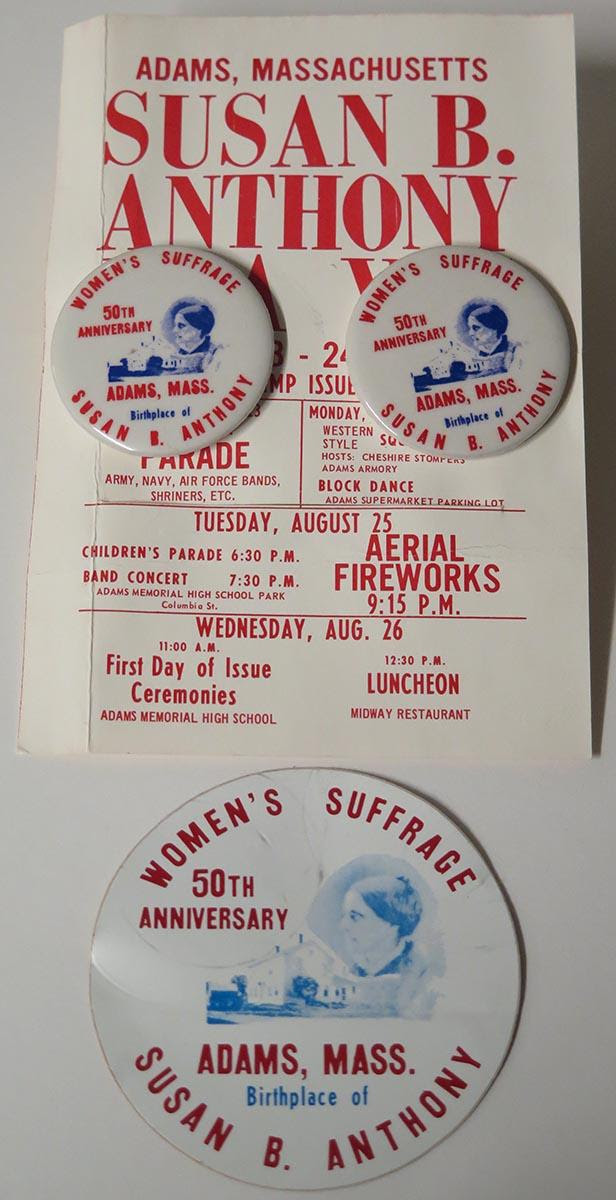 ADAMS, MASSACHUSETTS
SUSAN B.
ANTHONY
- 24
MP ISSUE
PARADE
ARMY, NAVY, AIR FORCE BANDS,
SHRINERS, ETC.
MONDAY,
WESTERN
STYLE SQU
HOSTS: CHESHIRE STOMPERS
ADAMS ARMORY
BLOCK DANCE
ADAMS SUPERMARKET PARKING LOT
TUESDAY, AUGUST 25
CHILDREN'S PARADE 6:30 P.M.
BAND CONCERT 7:30 P.M.
ADAMS MEMORIAL HIGH SCHOOL PARK
Columbia St.
AERIAL
FIREWORKS
9:15 P.M.
WEDNESDAY, AUG. 26
11:00 A.M.
First Day of Issue
Ceremonies
ADAMS MEMORIAL HIGH SCHOOL
12:30 P.M.
LUNCHEON
MIDWAY RESTAURANT
WOMEN'S SUFFRAGE
50TH
ANNIVERSARY
ADAMS, MASS.
Birthplace of
SUSAN B. ANTHONY
WOMEN'S SUFFRAGE
50TH
ANNIVERSARY
ADAMS, MASS.
Birthplace of
SUSAN B. ANTHONY
WOMEN'S SUFFRAGE
50TH
ANNIVERSARY
ADAMS, MASS.
Birthplace of
SUSAN B. ANTHONY